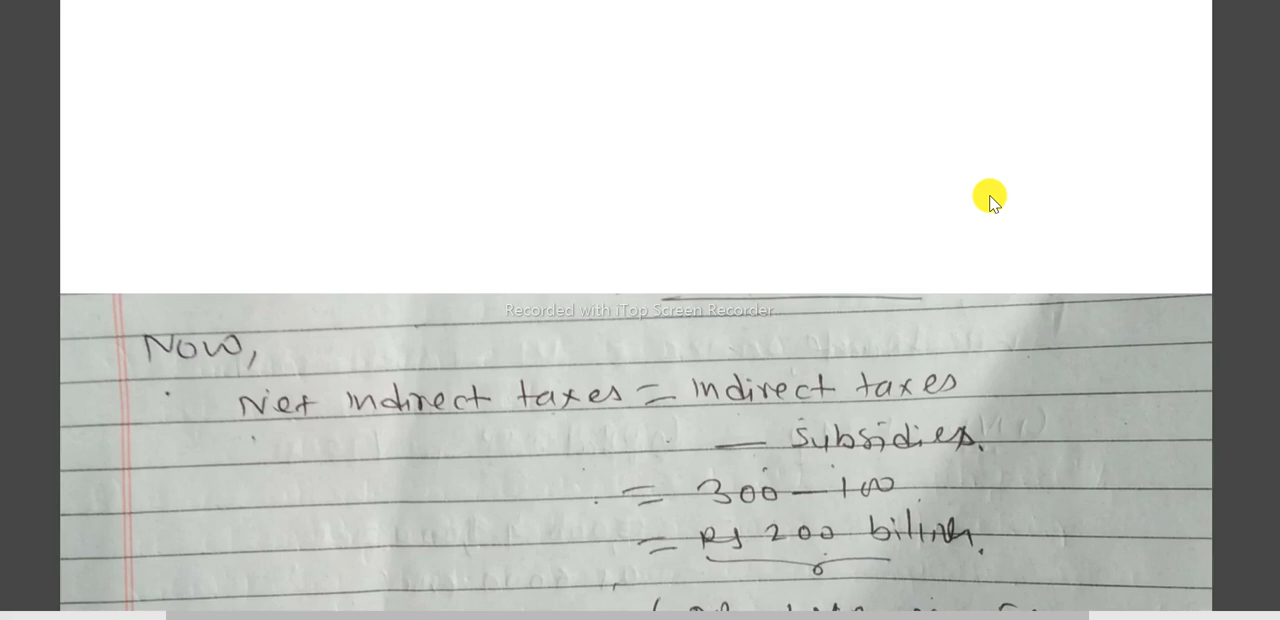 Recorded with iTop Screen Recorder
Now,
Net indirect taxes = indirect taxes
— subsidies.
= 300 — 100
= Rs 200 billion.